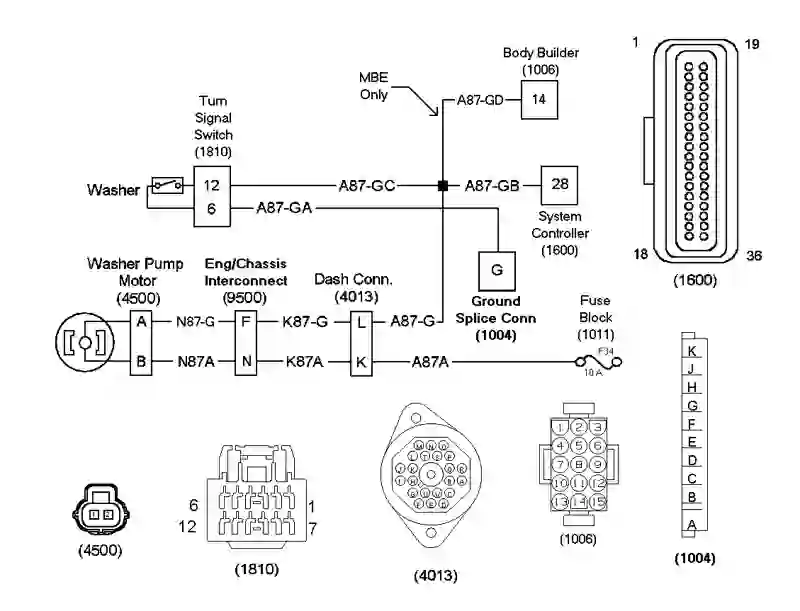 1
19
Body Builder
(1006)
MBE
Only
A87-GD
14
Turn
Signal
Switch
(1810)
Washer
12
A87-GC
A87-GB
28
6
A87-GA
System
Controller
(1600)
18
36
(1600)
G
Ground
Splice Conn
(1004)
Washer Pump
Motor
(4500)
Eng/Chassis
Interconnect
(9500)
Dash Conn.
(4013)
Fuse
Block
(1011)
A
N87-G
F
K87-G
L
A87-G
B
N87A
N
K87A
K
A87A
F34
10 A
K
J
H
G
F
E
D
C
B
A
(1004)
1 2 3
4 5 6
7 8 9
10 11 12
13 14 15
(1006)
1 2
(4500)
6
1
12
7
(1810)
(4013)